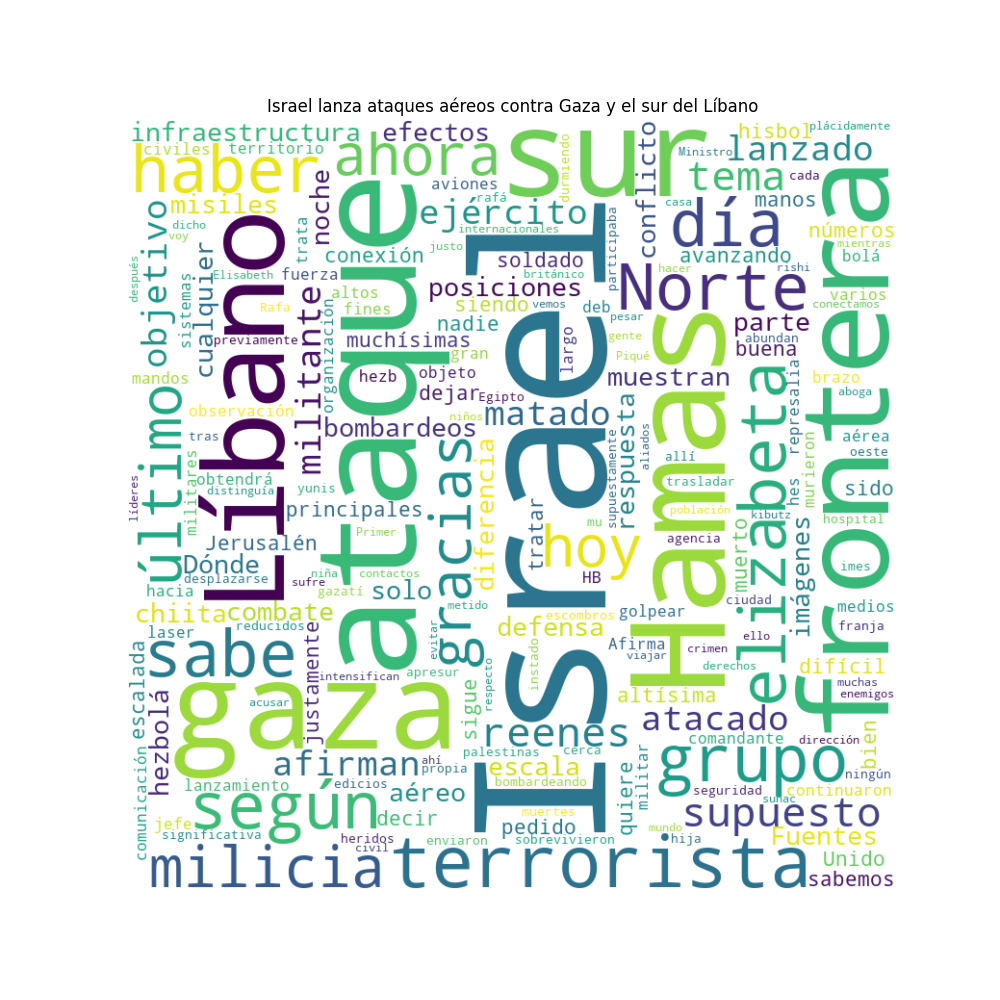 Israel lanza ataques aéreos contra Gaza y el sur del Líbano
infraestructura
efectos
ahora
sur
hisbol
plácidamente
civiles
territorio
haber
durmiendo
Ministro
lanzado
aviones
rafá
tema
cada
misiles
noche
ejército
conflicto
casa
manos
dicho
voy
trata
internacionales
participaba
día
números
mientras
objetivo
Líbano
ataque
conexión
justo
soldado
avanzando
bolá
frontera
después
sistemas
cualquier
Elisabeth
fuerza
británico
hacer
rishi
conectamos
Rafa
altos
fines
posiciones
siendo
vemos
deb
Norte
varios
militante
organización
nadie
Israel
pesar
Hamas
parte
previamente
muchísimas
gran
largo
gente
abundan
buena
mandos
hezb
objeto
Piqué
muestran
represalia
brazo
último
dejar
Egipto
aboga
observación
bombardeos
niños
matado
respuesta
elizabeta
tras
gracias
diferencia
supuestamente
aliados
allí
murieron
aérea
oeste
líderes
militares
obtendrá
distinguía
yunis
trasladar
hes
sido
principales
tratar
población
kibutz
imágenes
hospital
Jerusalén
Primer
hoy
mu
agencia
muerto
Dónde
desplazarse
niña
contactos
imes
hacia
sufre
gazatí
solo
HB
chiita
combate
metido
escombros
golpear
ciudad
medios
laser
reducidos
defensa
Afirma
ello
franja
sabe
justamente
evitar
instado
viajar
crimen
derechos
difícil
escalada
intensifican
apresur
respecto
muchas
enemigos
gaza
acusar
sigue
altísima
hezbolá
reenes
atacado
comandante
dirección
bien
afirman
ahí
propia
palestinas
cerca
grupo
comunicación
edicios
escala
quiere
militar
ningún
lanzamiento
aéreo
bombardeando
seguridad
continuaron
según
muertes
sunac
jefe
decir
pedido
supuesto
significativa
heridos
civil
enviaron
sobrevivieron
mundo
hija
Fuentes
milicia
terrorista
Unido
sabemos